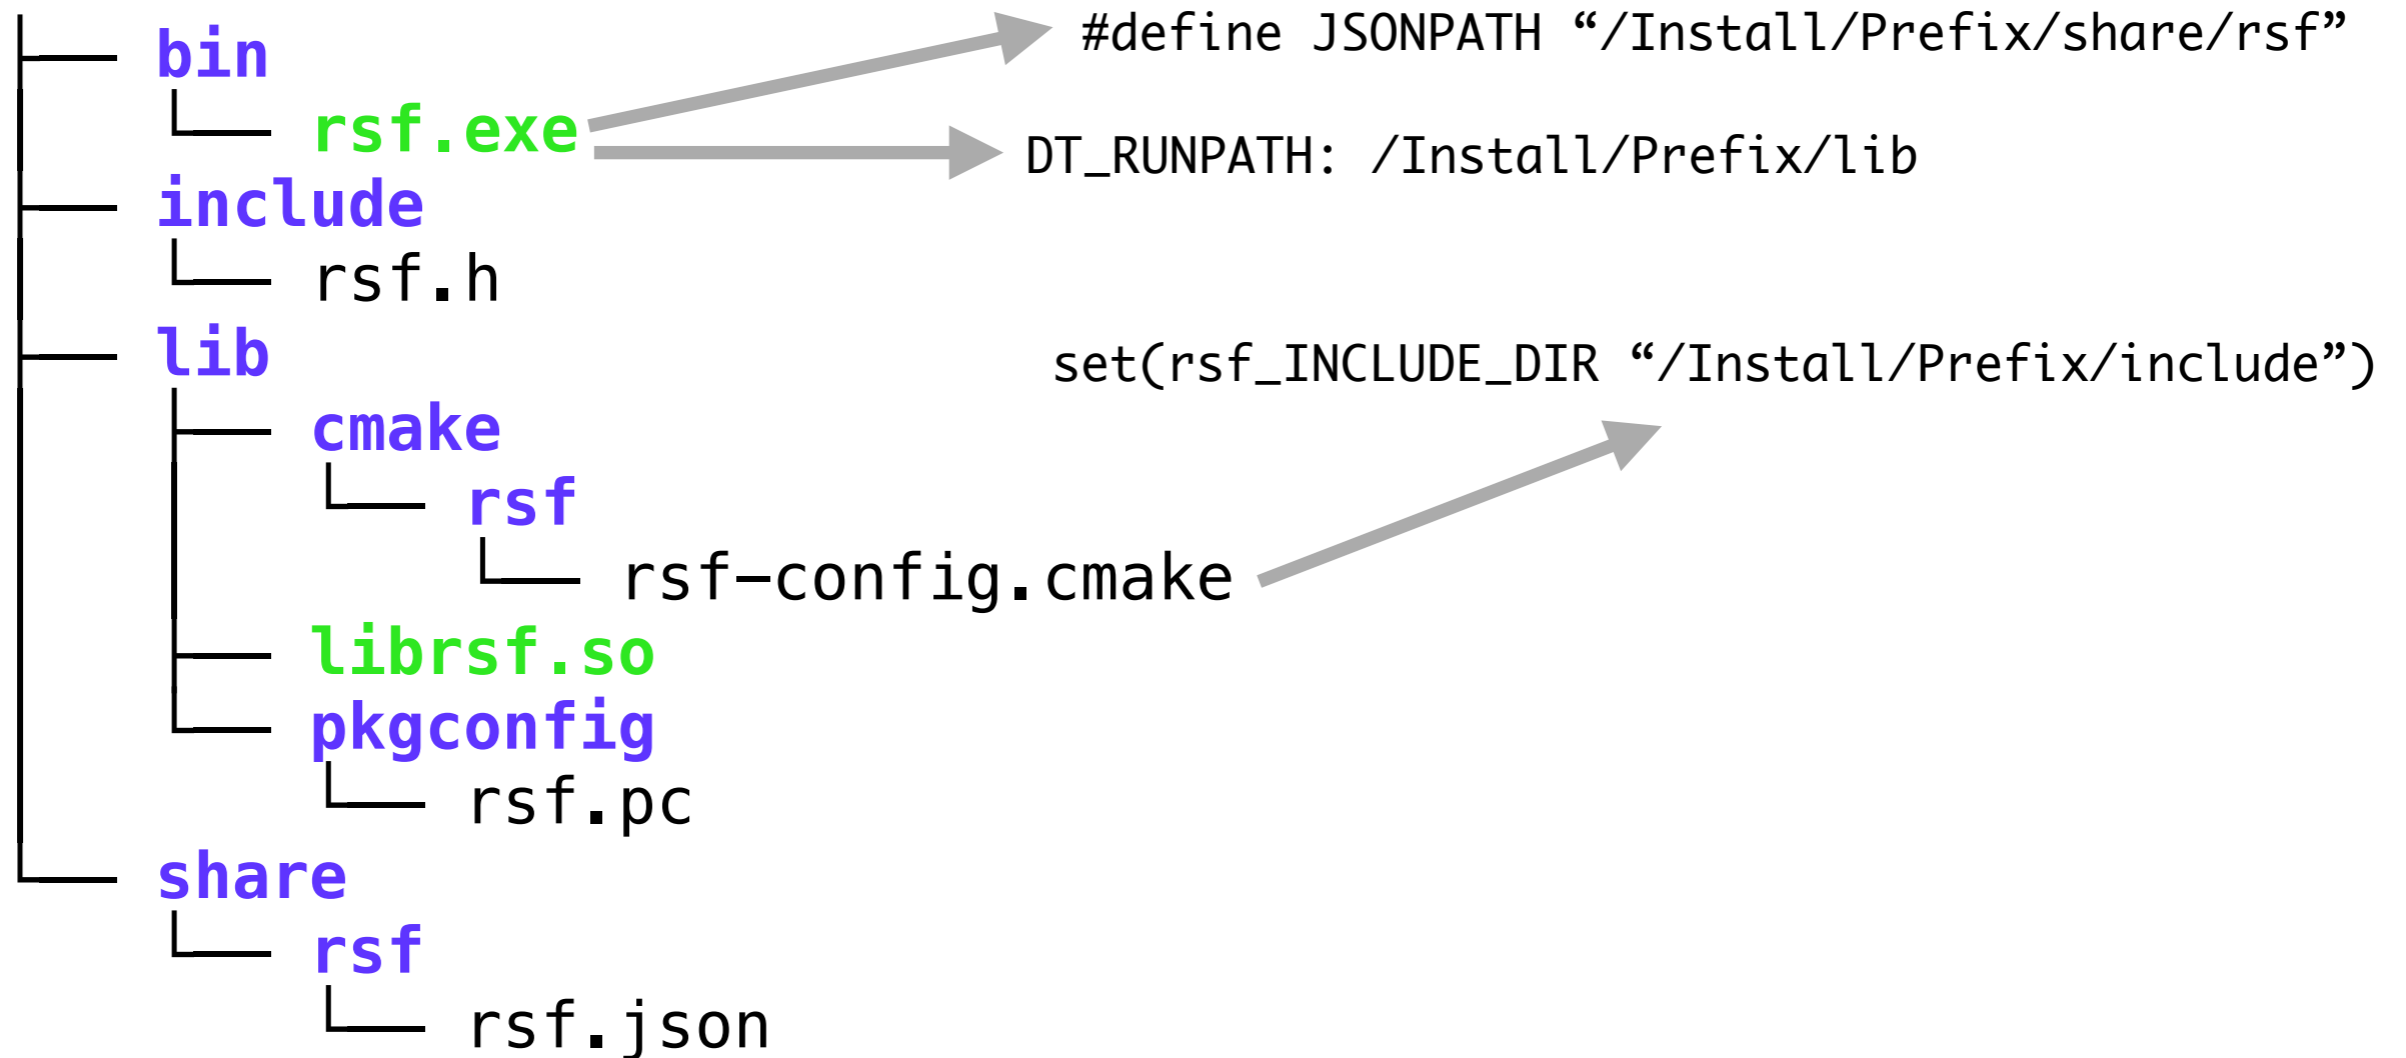 bin
#define JSONPATH “/Install/Prefix/share/rsf”
rsf.exe
DT_RUNPATH: /Install/Prefix/lib
include
rsf.h
lib
set(rsf_INCLUDE_DIR “/Install/Prefix/include”)
cmake
rsf
rsf-config.cmake
librsf.so
pkgconfig
rsf.pc
share
rsf
rsf.json